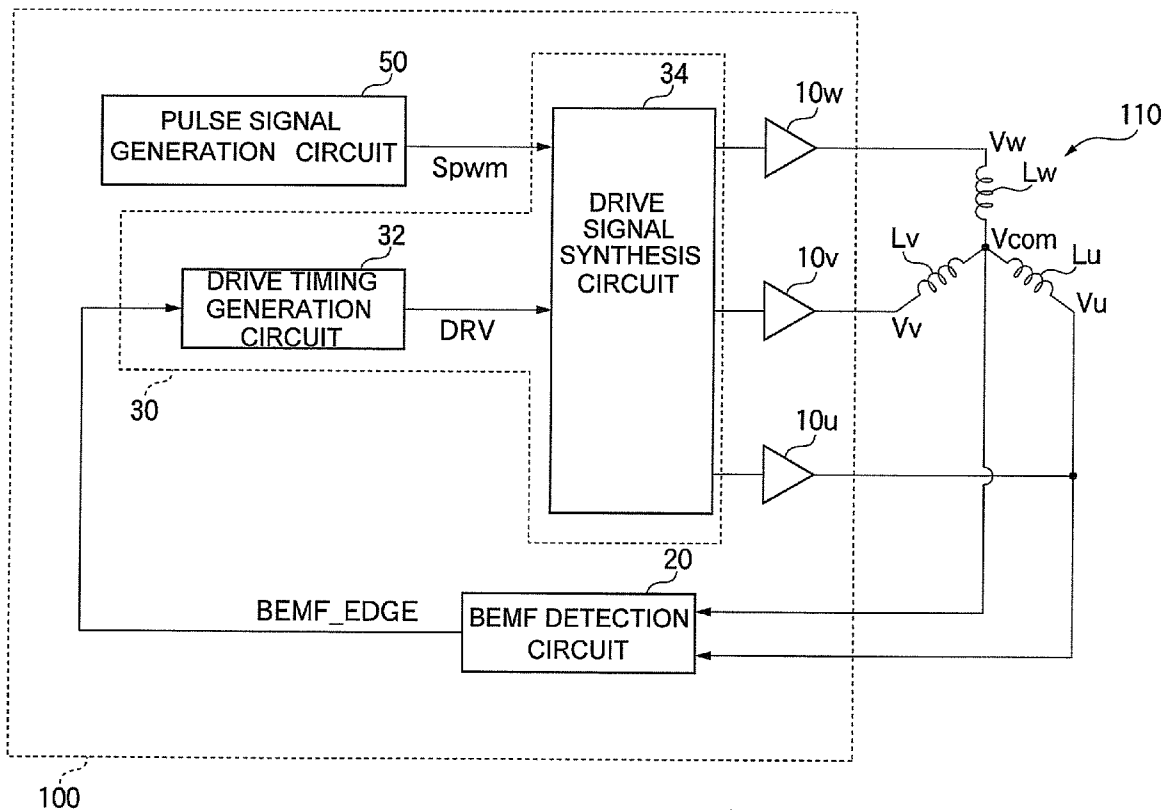 50
PULSE SIGNAL
GENERATION CIRCUIT
Spwm
34
DRIVE
SIGNAL
SYNTHESIS
CIRCUIT
10w
110
Vw
Lw
32
DRIVE TIMING
GENERATION
CIRCUIT
DRV
10v
Lv
Vcom
Lu
Vv
Vu
30
10u
20
BEMF DETECTION
CIRCUIT
BEMF_EDGE
100